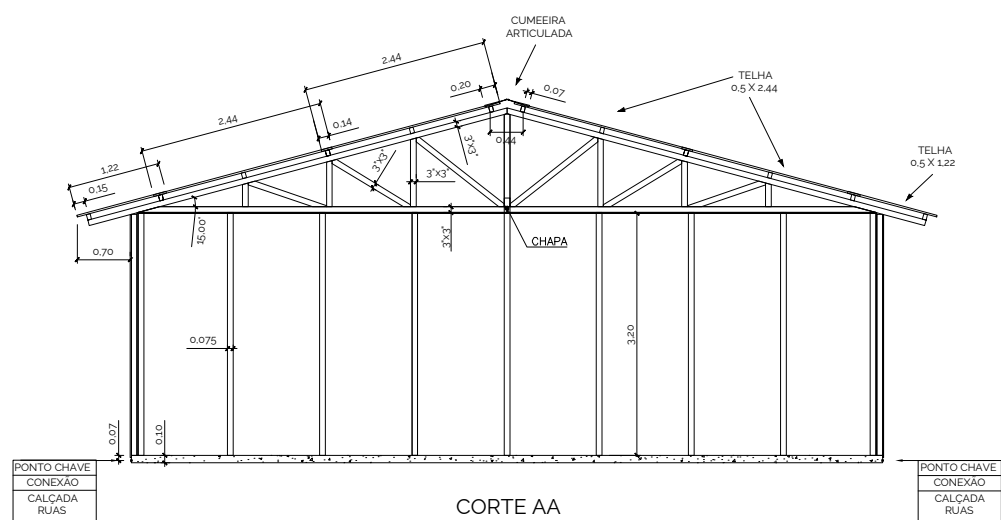 CUMEEIRA
ARTICULADA
2,44
0,20
0,07
TELHA
0,5 X 2,44
2,44
0,14
0,44
3"x3"
3"x3"
3"x3"
1,22
0,15
TELHA
0,5 X 1,22
15,00°
3"x3"
CHAPA
0,70
0,075
3,20
0,07
0,10
PONTO CHAVE
CONEXÃO
CALÇADA
RUAS
PONTO CHAVE
CONEXÃO
CALÇADA
RUAS
CORTE AA